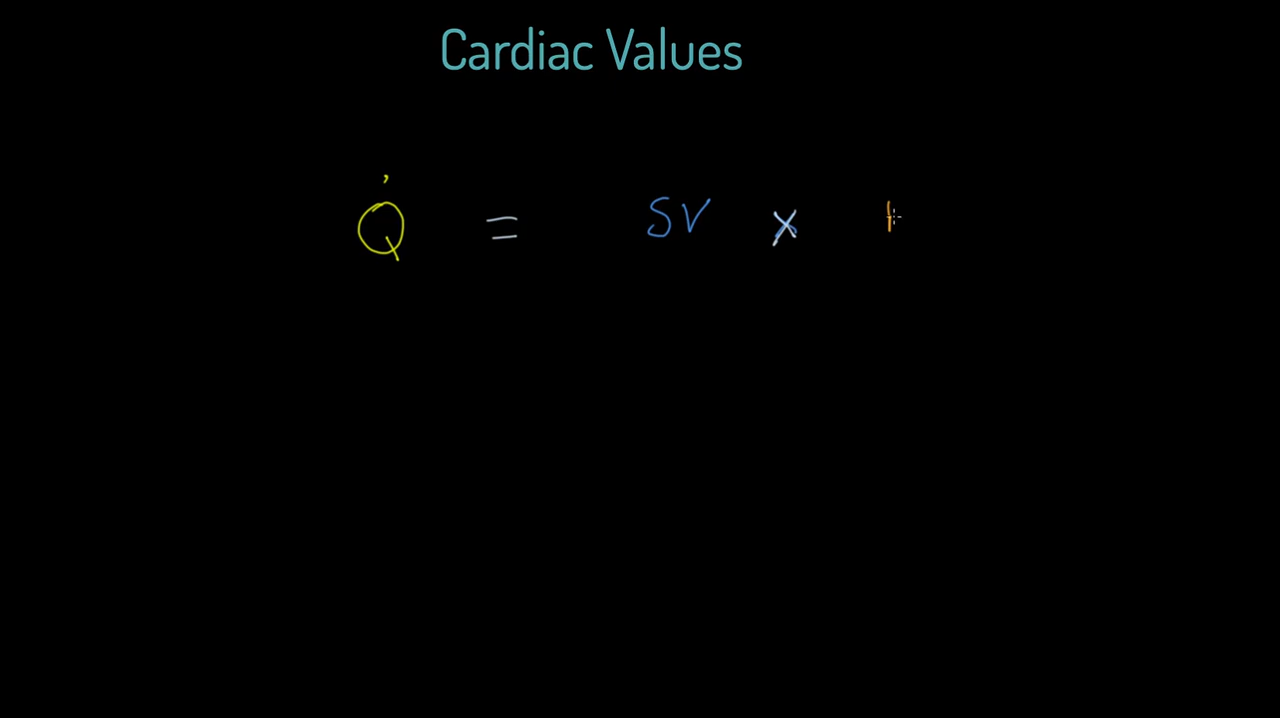 Cardiac Values
Q̇ = SV x